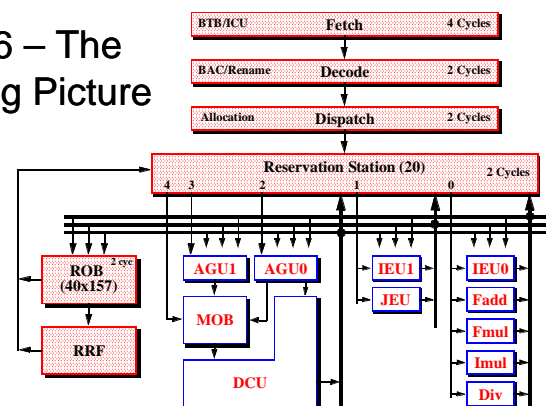 6 – The
g Picture
BTB/ICU Fetch 4 Cycles
BAC/Rename Decode 2 Cycles
Allocation Dispatch 2 Cycles
Reservation Station (20) 2 Cycles
4 3 2 1 0
ROB 2 cyc
(40x157)
AGU1 AGU0 IEU1 IEU0
JEU Fadd
MOB
Fmul
RRF
Imul
DCU
Div